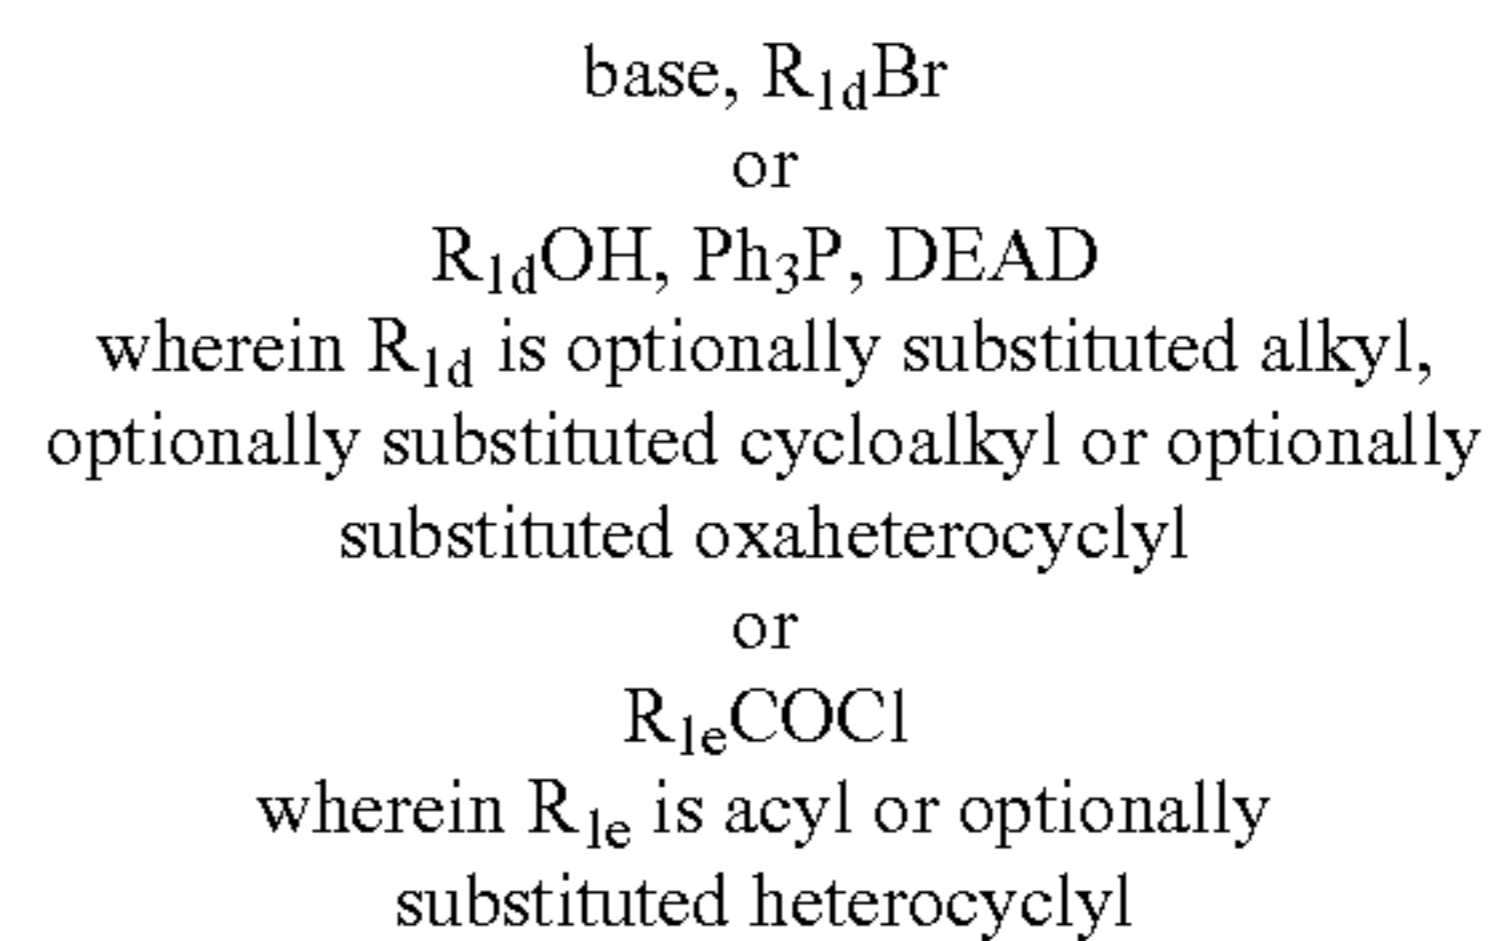 base, R₁dBr
or
R₁dOH, Ph₃P, DEAD
wherein R₁d is optionally substituted alkyl,
optionally substituted cycloalkyl or optionally
substituted oxaheterocyclyl
or
R₁eCOCl
wherein R₁e is acyl or optionally
substituted heterocyclyl